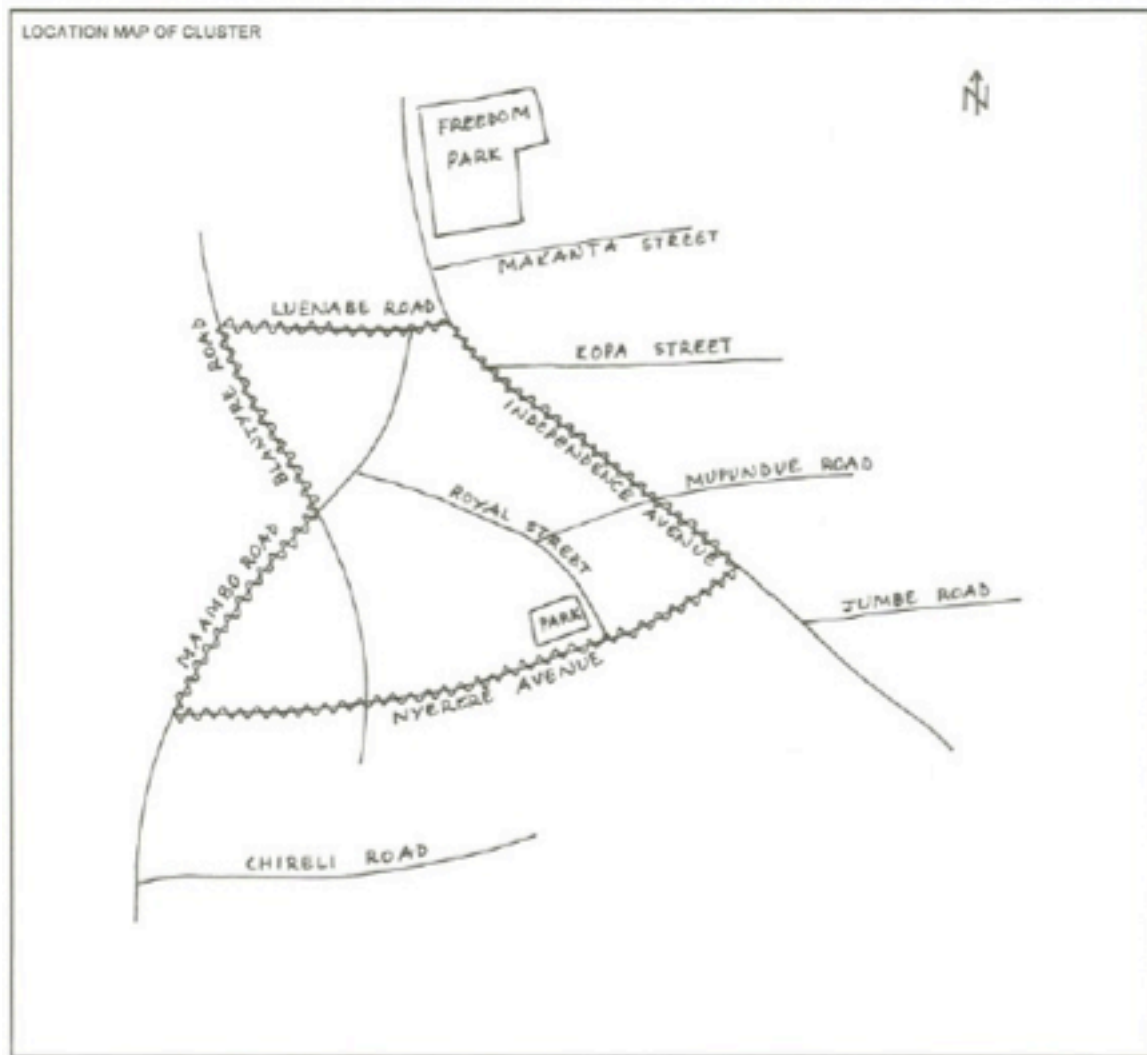 LOCATION MAP OF CLUSTER
N
FREEDOM
PARK
MAKANTA STREET
LUENABE ROAD
KOPA STREET
BLANTYRE ROAD
INDEPENDENCE AVENUE
MUPUNDUE ROAD
ROYAL STREET
MAAMBO ROAD
JUMBE ROAD
PARK
NYERERE AVENUE
CHIRELI ROAD